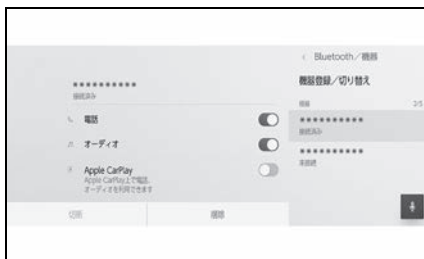 Bluetooth/機器
機器登録/切り替え
機器 2/5
**********
接続済み
**********
未接続
**********
接続済み
電話
オーディオ
Apple CarPlay
Apple CarPlay上で電話、
オーディオを利用できます
切断